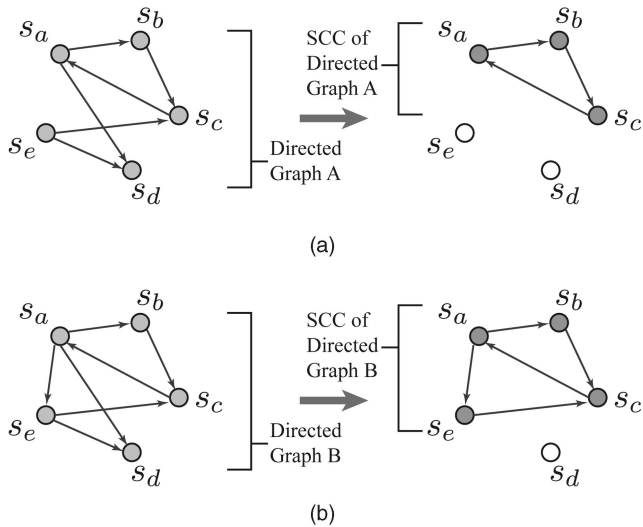 s_a
s_b
s_c
s_e
s_d
Directed
Graph A
SCC of
Directed
Graph A
s_a
s_b
s_c
s_e
s_d
(a)
s_a
s_b
s_c
s_e
s_d
Directed
Graph B
SCC of
Directed
Graph B
s_a
s_b
s_c
s_e
s_d
(b)